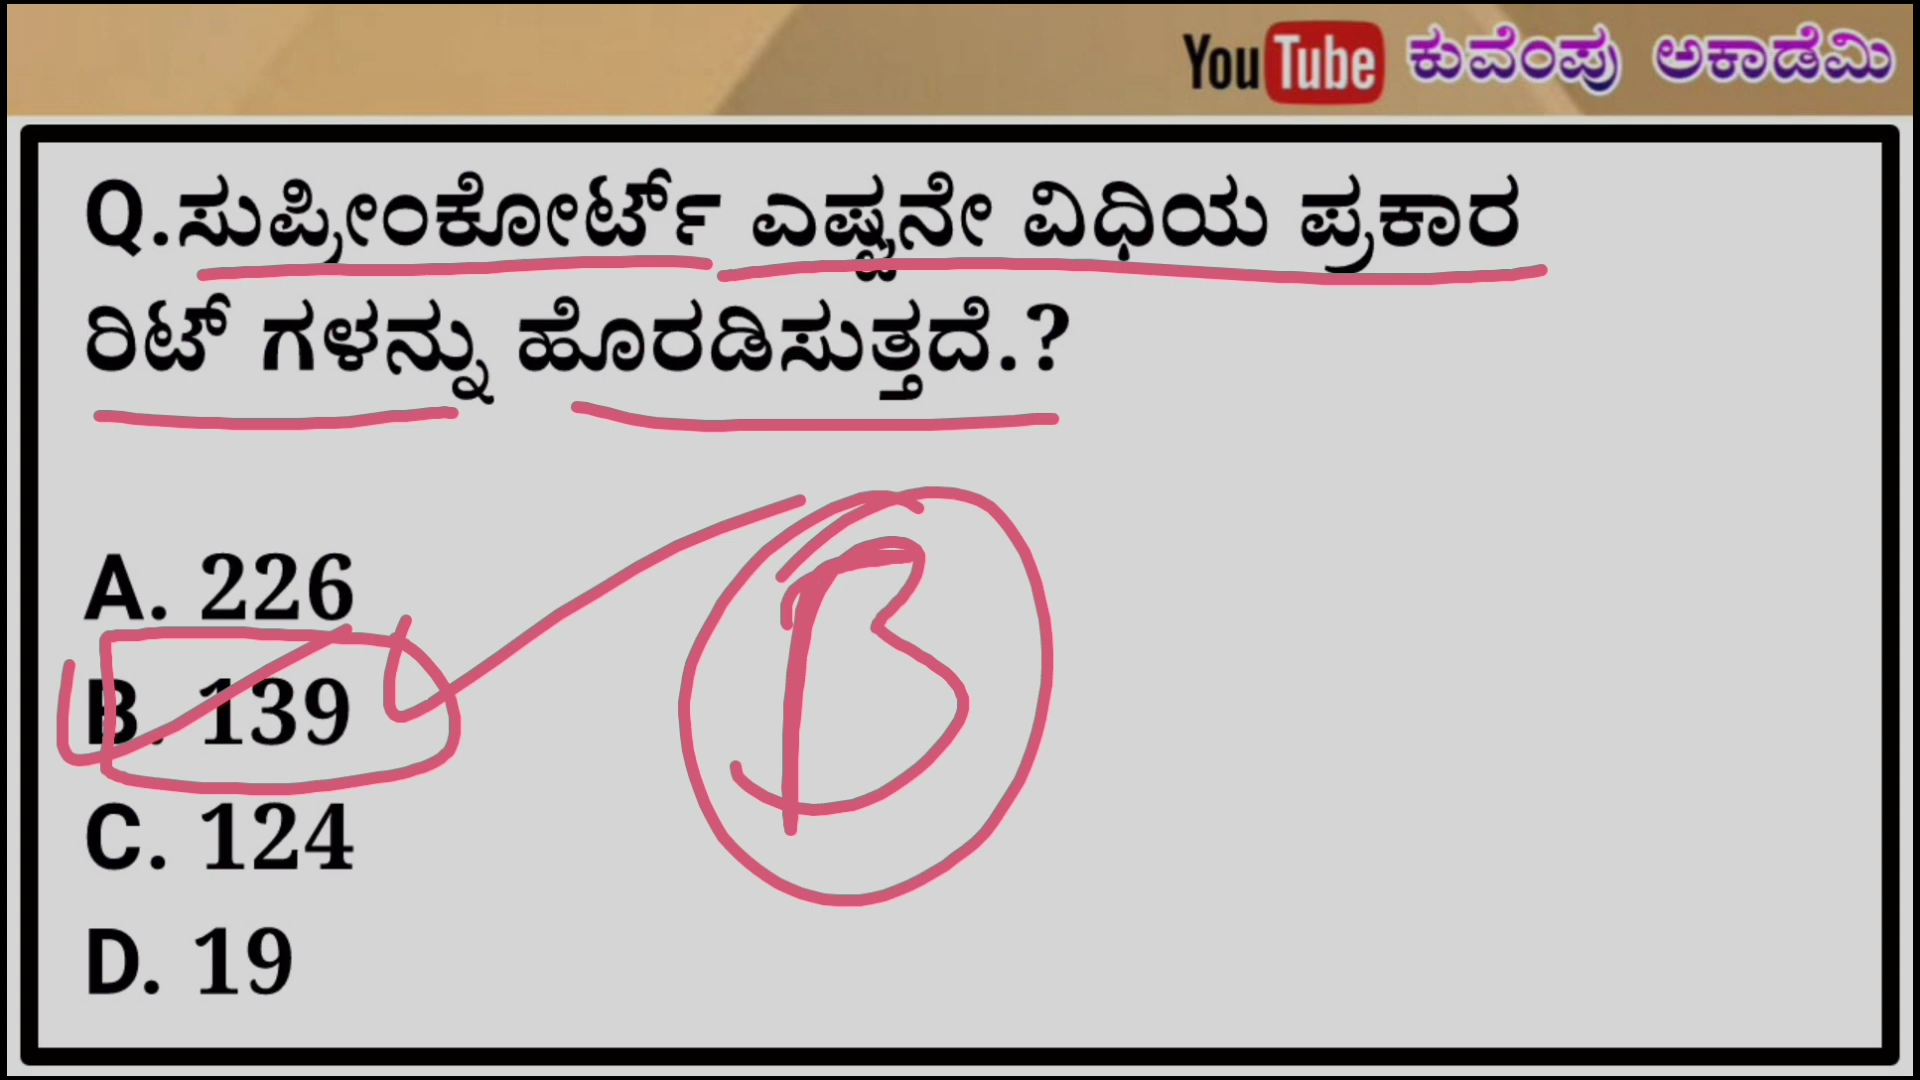 YouTube ಕುವೆಂಪು ಅಕಾಡೆಮಿ
Q.ಸುಪ್ರೀಂಕೋರ್ಟ್ ಎಷ್ಟನೇ ವಿಧಿಯ ಪ್ರಕಾರ
ರಿಟ್ ಗಳನ್ನು ಹೊರಡಿಸುತ್ತದೆ.?
A. 226
B. 139
C. 124
D. 19
B